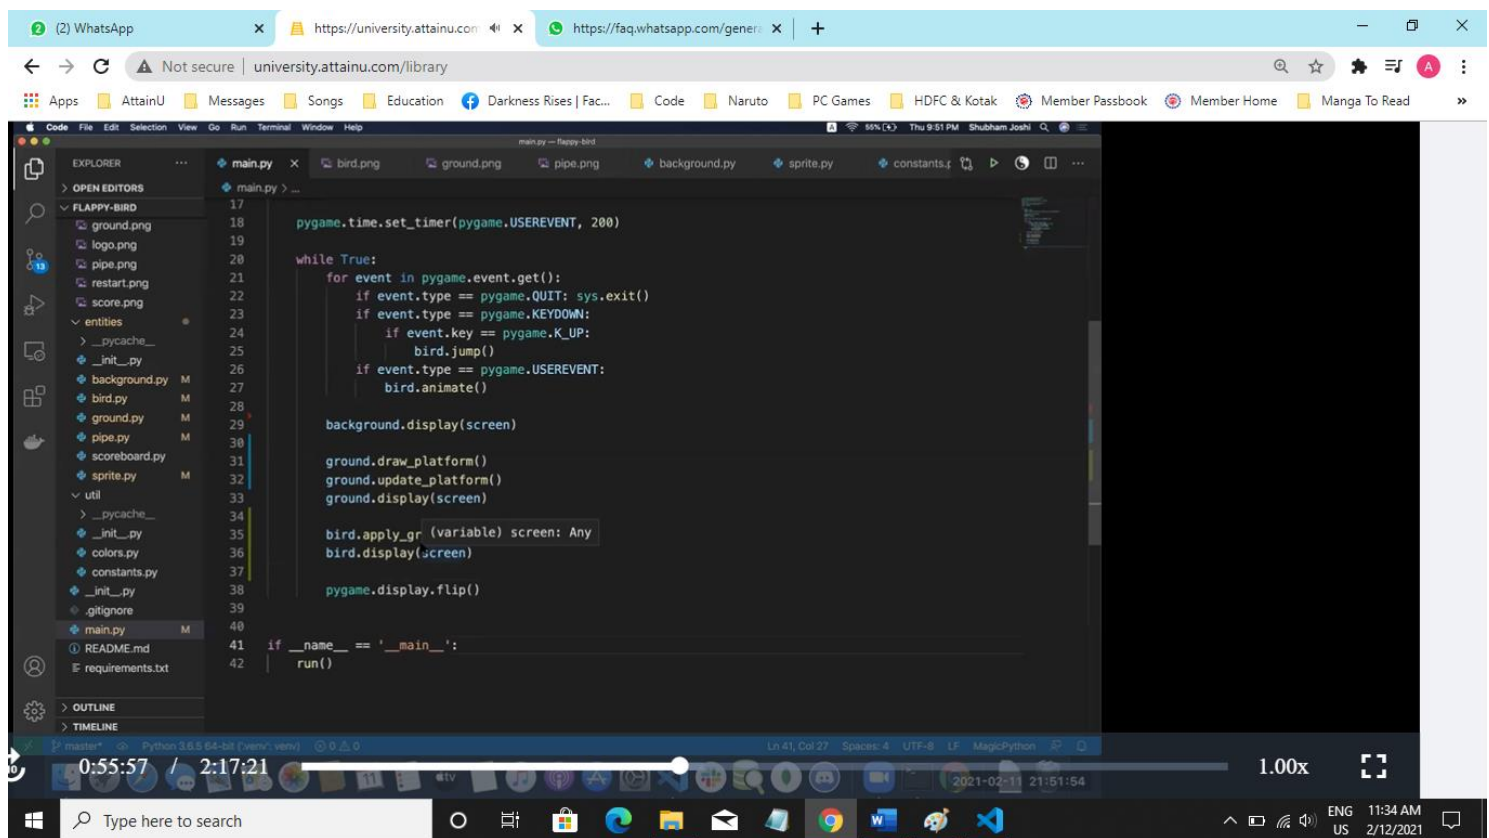 (2) WhatsApp https://university.attainu.com https://faq.whatsapp.com/genera
Not secure | university.attainu.com/library
Apps AttainU Messages Songs Education Darkness Rises | Fac... Code Naruto PC Games HDFC & Kotak Member Passbook Member Home Manga To Read »
Code File Edit Selection View Go Run Terminal Window Help 55% Thu 9:51 PM Shubham Joshi
main.py — flappy-bird
EXPLORER ... main.py bird.png ground.png pipe.png background.py sprite.py constants.p
> OPEN EDITORS main.py > ...
FLAPPY-BIRD
ground.png
logo.png
pipe.png
restart.png
score.png
entities
> __pycache__
__init__.py
background.py M
bird.py M
ground.py M
pipe.py M
scoreboard.py
sprite.py M
util
> __pycache__
__init__.py
colors.py
constants.py
__init__.py
.gitignore
main.py M
README.md
requirements.txt
> OUTLINE
> TIMELINE
17
18 pygame.time.set_timer(pygame.USEREVENT, 200)
19
20 while True:
21 for event in pygame.event.get():
22 if event.type == pygame.QUIT: sys.exit()
23 if event.type == pygame.KEYDOWN:
24 if event.key == pygame.K_UP:
25 bird.jump()
26 if event.type == pygame.USEREVENT:
27 bird.animate()
28
29 background.display(screen)
30
31 ground.draw_platform()
32 ground.update_platform()
33 ground.display(screen)
34
35 bird.apply_gr (variable) screen: Any
36 bird.display(screen)
37
38 pygame.display.flip()
39
40
41 if __name__ == '__main__':
42 run()
13
master* Python 3.6.5 64-bit ('venv': venv) 0 0 Ln 41, Col 27 Spaces: 4 UTF-8 LF MagicPython
0:55:57 / 2:17:21 1.00x
11 tv 2021-02-11 21:51:54
Type here to search ENG 11:34 AM
US 2/12/2021